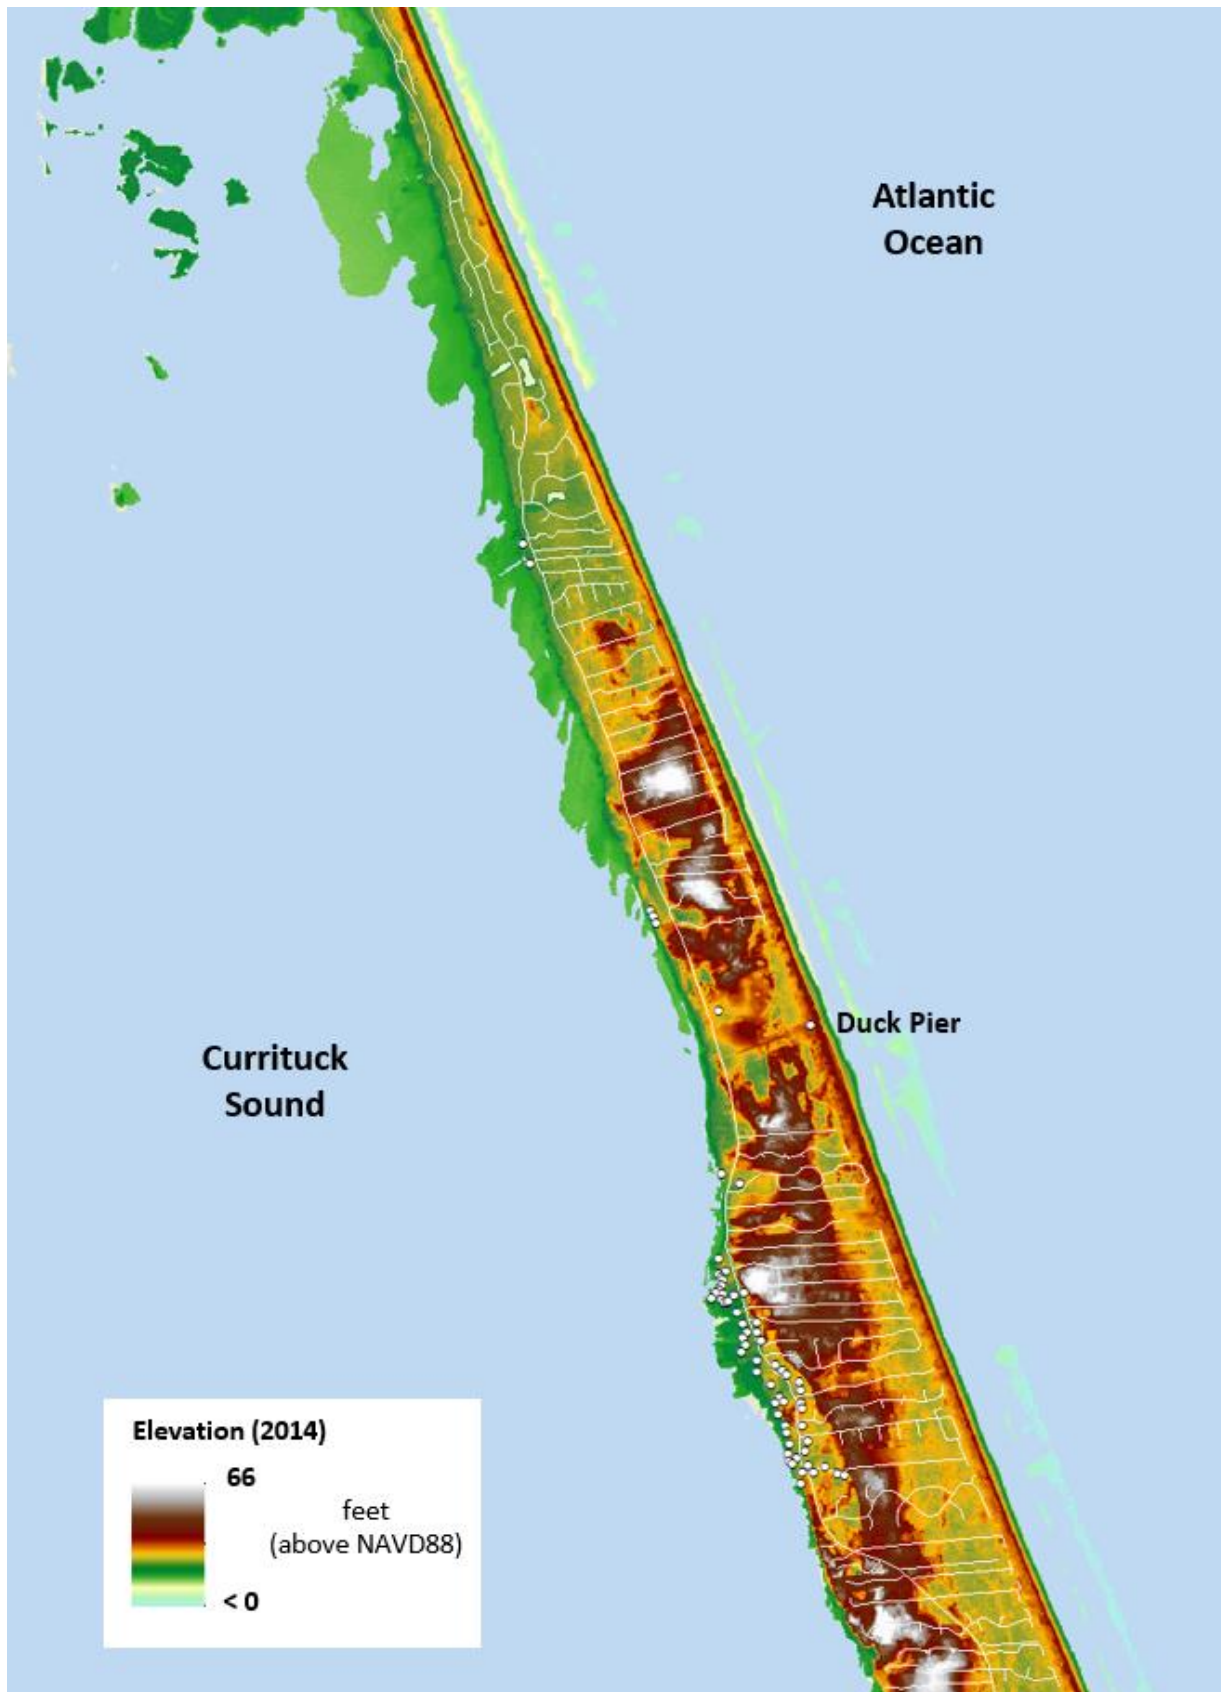 Atlantic
Ocean
Duck Pier
Currituck
Sound
Elevation (2014)
66
feet
(above NAVD88)
< 0